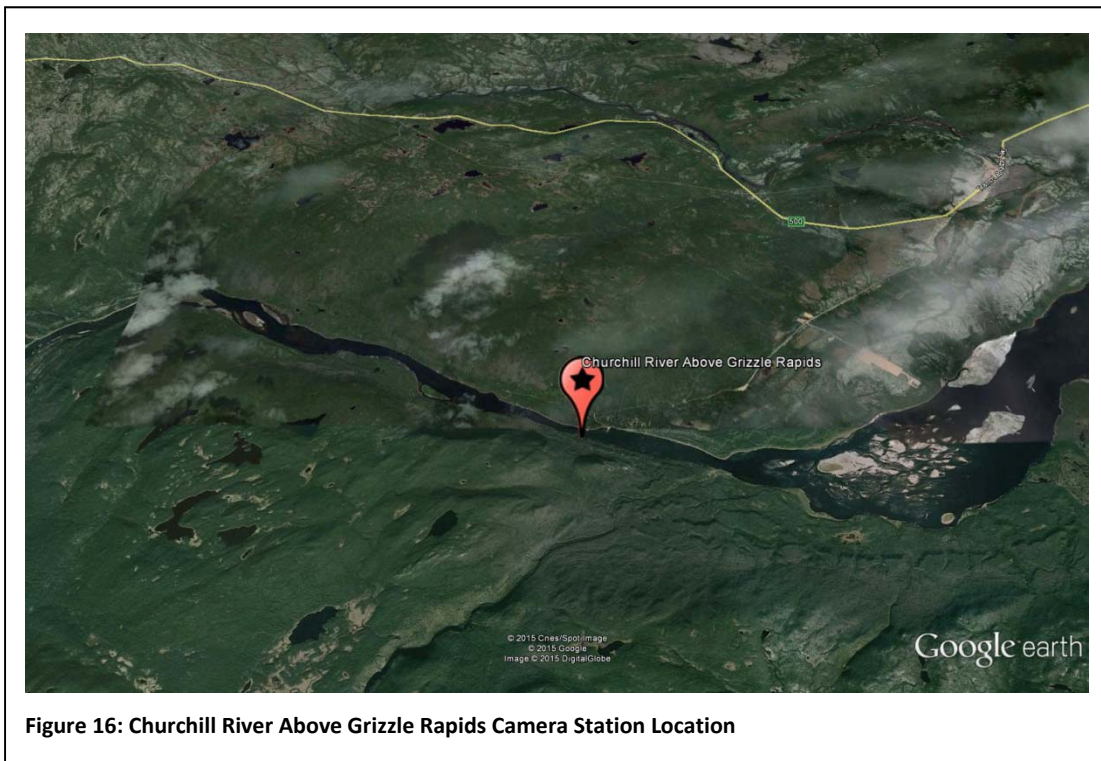 500
Churchill River Above Grizzle Rapids
© 2015 Cnes/Spot Image
© 2015 Google
Image © 2015 DigitalGlobe
Google earth
Figure 16: Churchill River Above Grizzle Rapids Camera Station Location